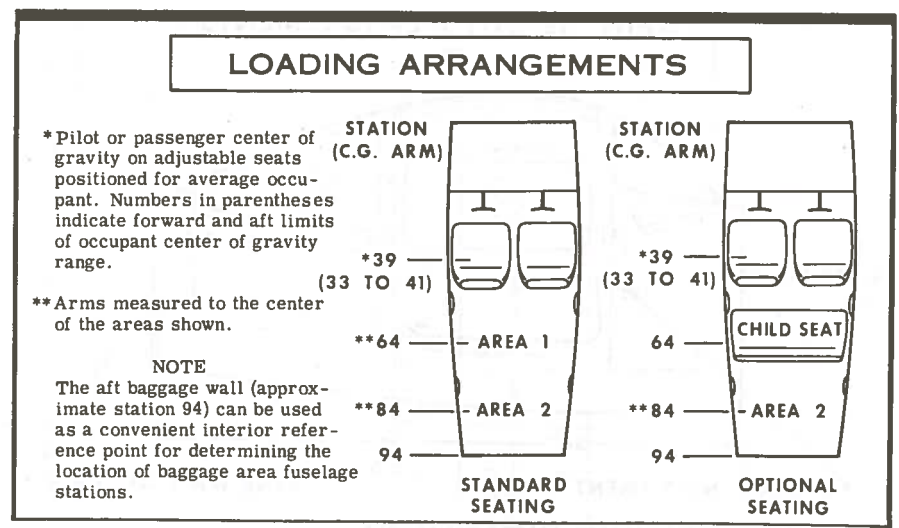 LOADING ARRANGEMENTS
*Pilot or passenger center of
gravity on adjustable seats
positioned for average occu-
pant. Numbers in parentheses
indicate forward and aft limits
of occupant center of gravity
range.
**Arms measured to the center
of the areas shown.
NOTE
The aft baggage wall (approx-
imate station 94) can be used
as a convenient interior refer-
ence point for determining the
location of baggage area fuselage
stations.
STATION
(C.G. ARM)
*39
(33 TO 41)
**64
AREA 1
**84
AREA 2
94
STANDARD
SEATING
STATION
(C.G. ARM)
*39
(33 TO 41)
64
CHILD SEAT
**84
AREA 2
94
OPTIONAL
SEATING